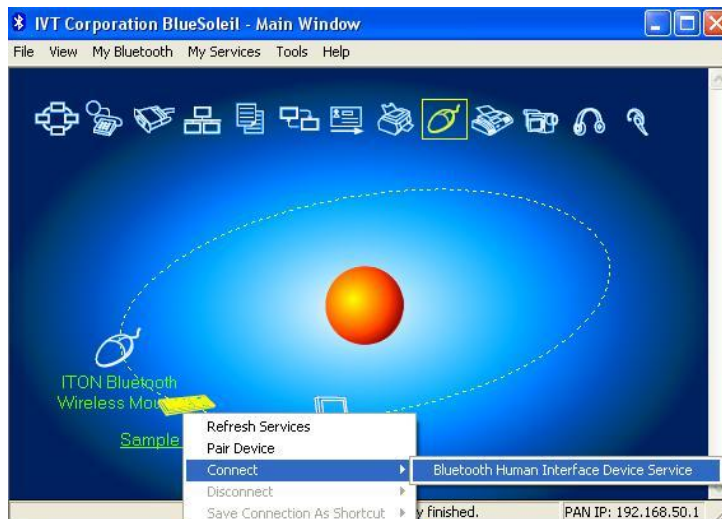 IVT Corporation BlueSoleil - Main Window
File View My Bluetooth My Services Tools Help
ITON Bluetooth
Wireless
Sample
Refresh Services
Pair Device
Connect
Bluetooth Human Interface Device Service
Disconnect
Save Connection As Shortcut
finished.
PAN IP: 192.168.50.1